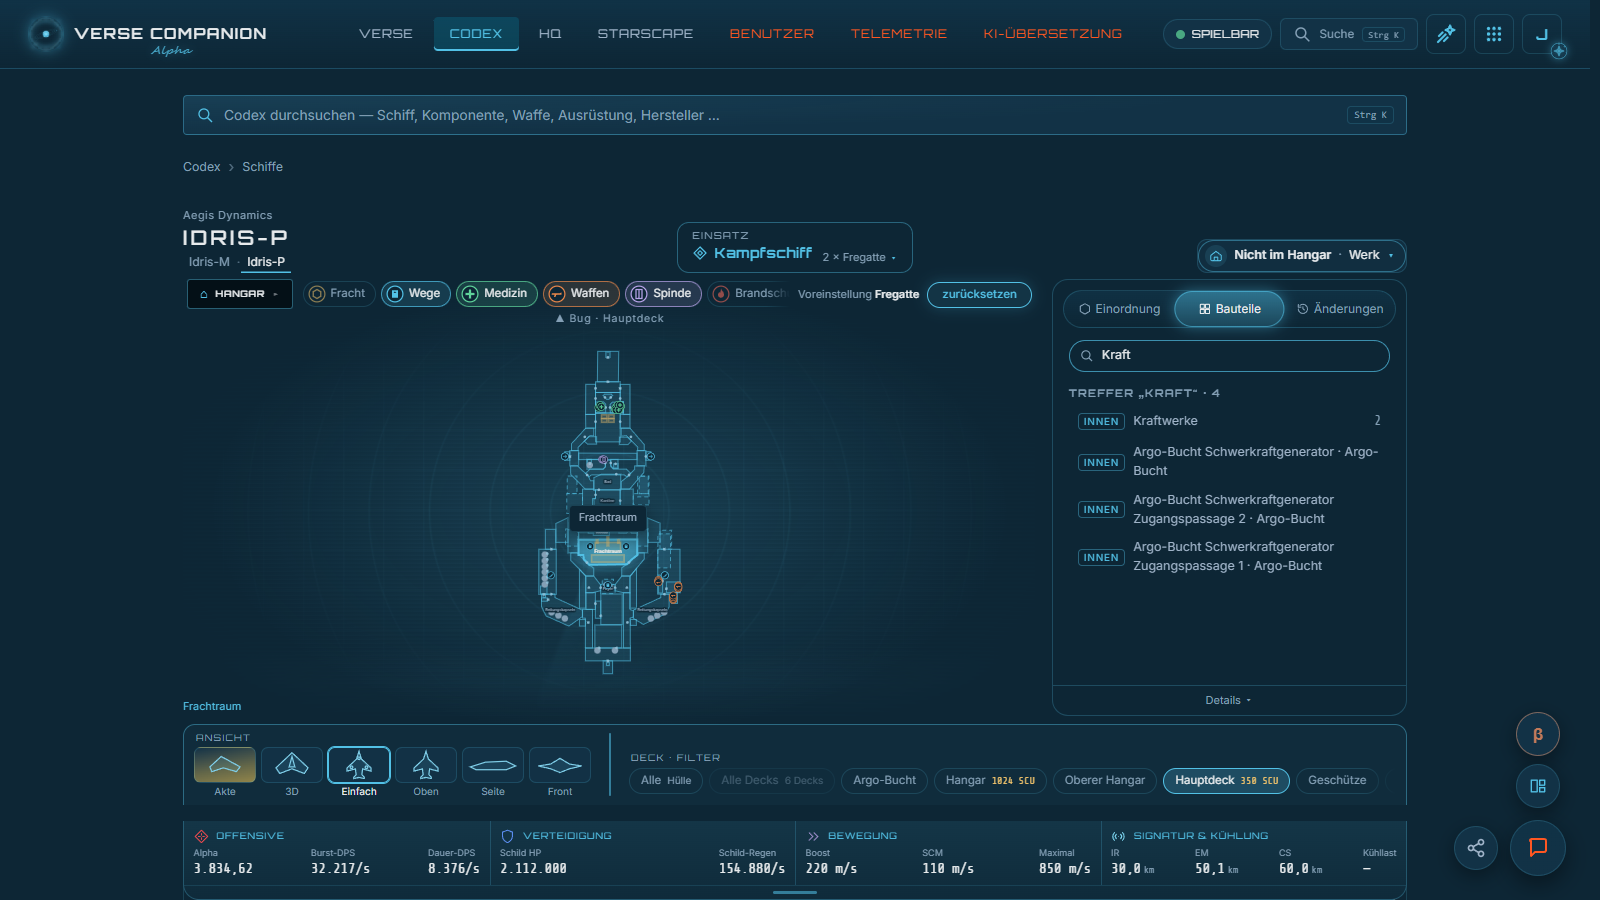 VERSE COMPANION
Alpha
VERSE
CODEX
HQ
STARSCAPE
BENUTZER
TELEMETRIE
KI-ÜBERSETZUNG
SPIELBAR
Suche
Strg K
Codex durchsuchen — Schiff, Komponente, Waffe, Ausrüstung, Hersteller ...
Strg K
Codex › Schiffe
Aegis Dynamics
IDRIS-P
Idris-M · Idris-P
EINSATZ
Kampfschiff
2 × Fregatte
Nicht im Hangar · Werk
HANGAR
Fracht
Wege
Medizin
Waffen
Spinde
Brandsch
Voreinstellung Fregatte
zurücksetzen
▲ Bug · Hauptdeck
Einordnung
Bauteile
Änderungen
Kraft
TREFFER „KRAFT“ · 4
INNEN
Kraftwerke
2
INNEN
Argo-Bucht Schwerkraftgenerator · Argo-
Bucht
INNEN
Argo-Bucht Schwerkraftgenerator
Zugangspassage 2 · Argo-Bucht
INNEN
Argo-Bucht Schwerkraftgenerator
Zugangspassage 1 · Argo-Bucht
Details
Frachtraum
Frachtraum
Frachtraum
ANSICHT
Akte
3D
Einfach
Oben
Seite
Front
DECK · FILTER
Alle Hülle
Alle Decks 6 Decks
Argo-Bucht
Hangar 1024 SCU
Oberer Hangar
Hauptdeck 350 SCU
Geschütze
β
OFFENSIVE
Alpha
3.834,62
Burst-DPS
32.217/s
Dauer-DPS
8.376/s
VERTEIDIGUNG
Schild HP
2.112.000
Schild-Regen
154.880/s
BEWEGUNG
Boost
220 m/s
SCM
110 m/s
Maximal
850 m/s
SIGNATUR & KÜHLUNG
IR
30,0 km
EM
50,1 km
CS
60,0 km
Kühllast
—